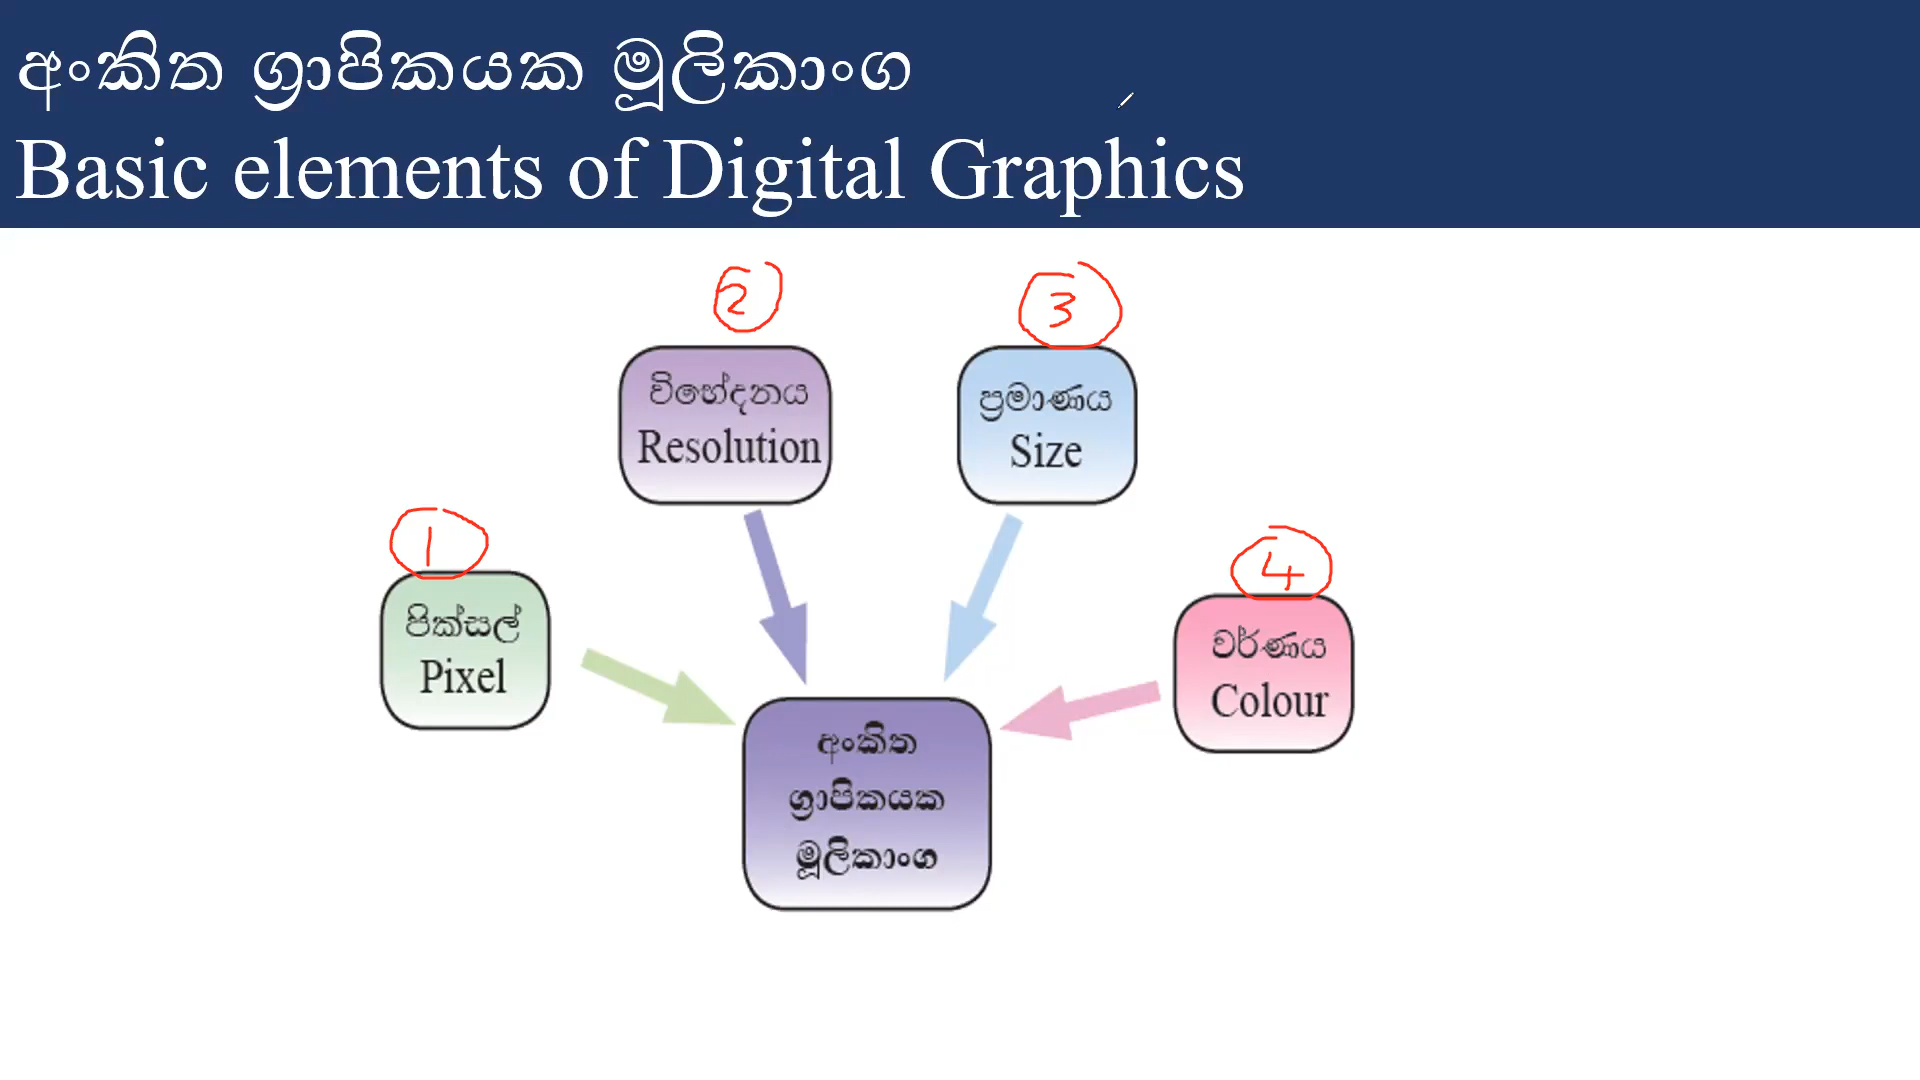 අංකිත ග්‍රාපිකයක මූලිකාංග
Basic elements of Digital Graphics
2
3
විභේදනය
Resolution
ප්‍රමාණය
Size
1
4
පික්සල්
Pixel
වර්ණය
Colour
අංකිත
ග්‍රාපිකයක
මූලිකාංග